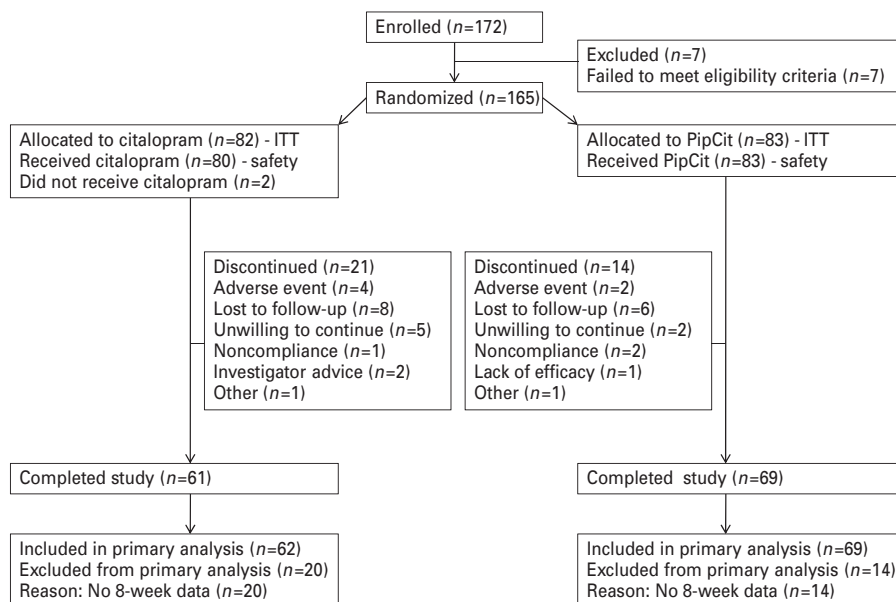 Enrolled (n=172)
Excluded (n=7)
Failed to meet eligibility criteria (n=7)
Randomized (n=165)
Allocated to citalopram (n=82) - ITT
Received citalopram (n=80) - safety
Did not receive citalopram (n=2)
Allocated to PipCit (n=83) - ITT
Received PipCit (n=83) - safety
Discontinued (n=21)
Adverse event (n=4)
Lost to follow-up (n=8)
Unwilling to continue (n=5)
Noncompliance (n=1)
Investigator advice (n=2)
Other (n=1)
Discontinued (n=14)
Adverse event (n=2)
Lost to follow-up (n=6)
Unwilling to continue (n=2)
Noncompliance (n=2)
Lack of efficacy (n=1)
Other (n=1)
Completed study (n=61)
Completed study (n=69)
Included in primary analysis (n=62)
Excluded from primary analysis (n=20)
Reason: No 8-week data (n=20)
Included in primary analysis (n=69)
Excluded from primary analysis (n=14)
Reason: No 8-week data (n=14)